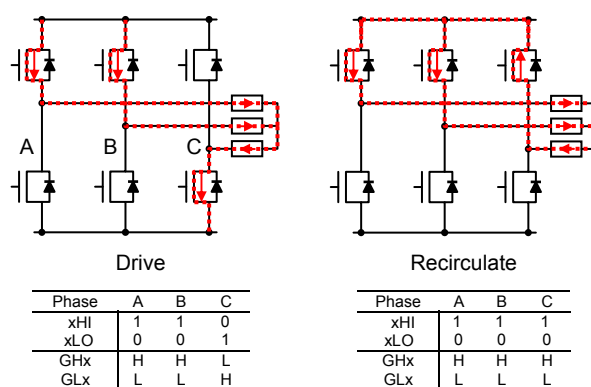 A B C
Drive Recirculate
Phase A B C Phase A B C
xHI 1 1 0 xHI 1 1 1
xLO 0 0 1 xLO 0 0 0
GHx H H L GHx H H H
GLx L L H GLx L L L